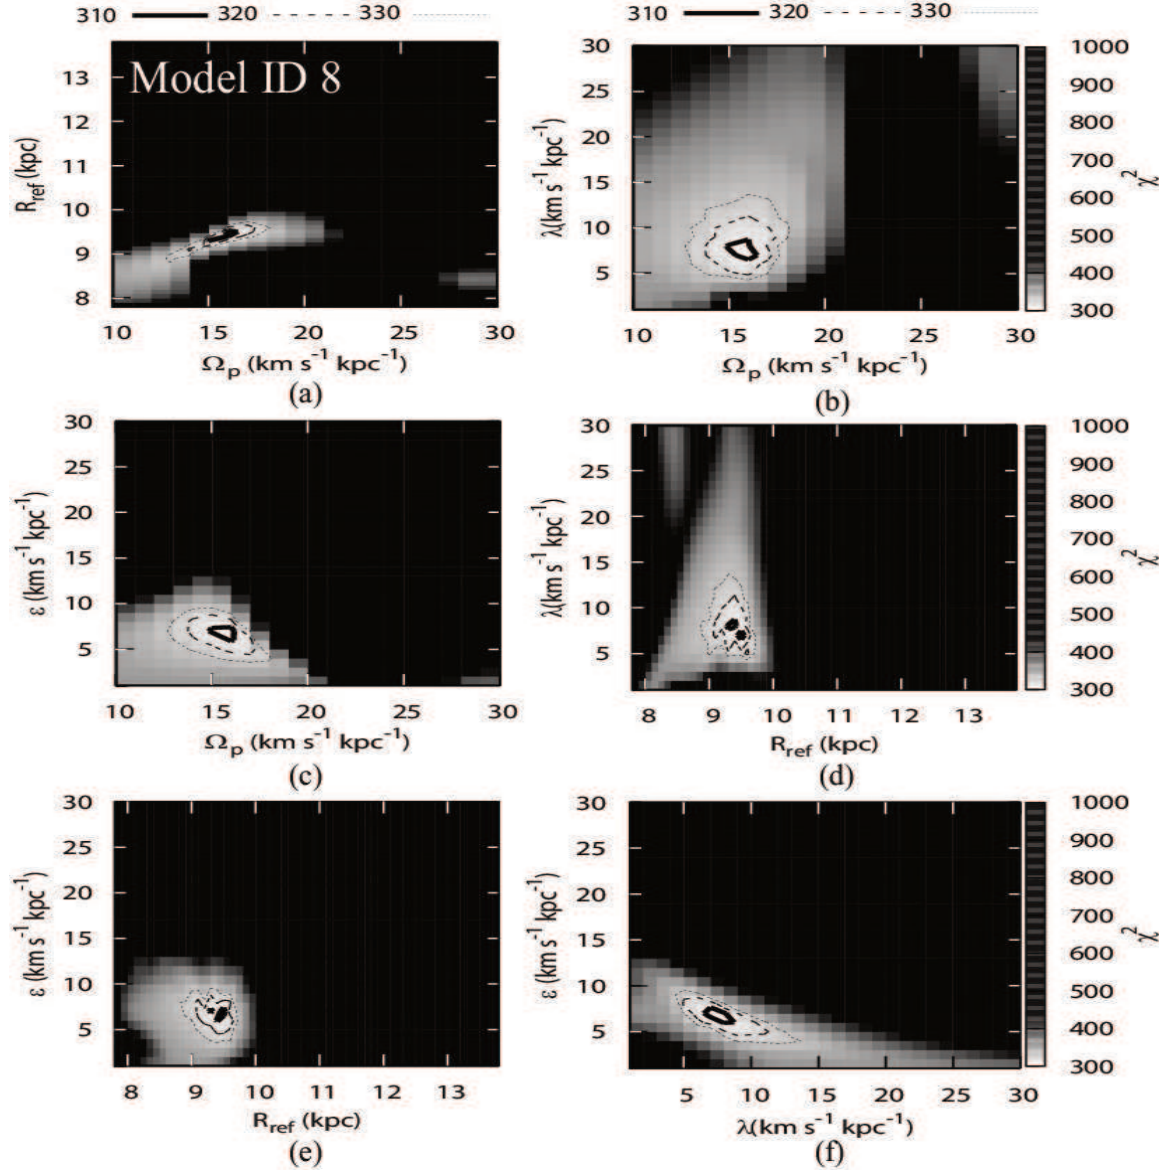 310 320 330
310 320 330
Model ID 8
13
12
11
10
9
8
R_ref (kpc)
10 15 20 25 30
Ω_p (km s⁻¹ kpc⁻¹)
(a)
30
25
20
15
10
5
λ(km s⁻¹ kpc⁻¹)
10 15 20 25 30
Ω_p (km s⁻¹ kpc⁻¹)
(b)
1000
900
800
700
600
500
400
300
χ²
30
25
20
15
10
5
ε (km s⁻¹ kpc⁻¹)
10 15 20 25 30
Ω_p (km s⁻¹ kpc⁻¹)
(c)
30
25
20
15
10
5
λ(km s⁻¹ kpc⁻¹)
8 9 10 11 12 13
R_ref (kpc)
(d)
1000
900
800
700
600
500
400
300
χ²
30
25
20
15
10
5
ε (km s⁻¹ kpc⁻¹)
8 9 10 11 12 13
R_ref (kpc)
(e)
30
25
20
15
10
5
ε (km s⁻¹ kpc⁻¹)
5 10 15 20 25 30
λ(km s⁻¹ kpc⁻¹)
(f)
1000
900
800
700
600
500
400
300
χ²